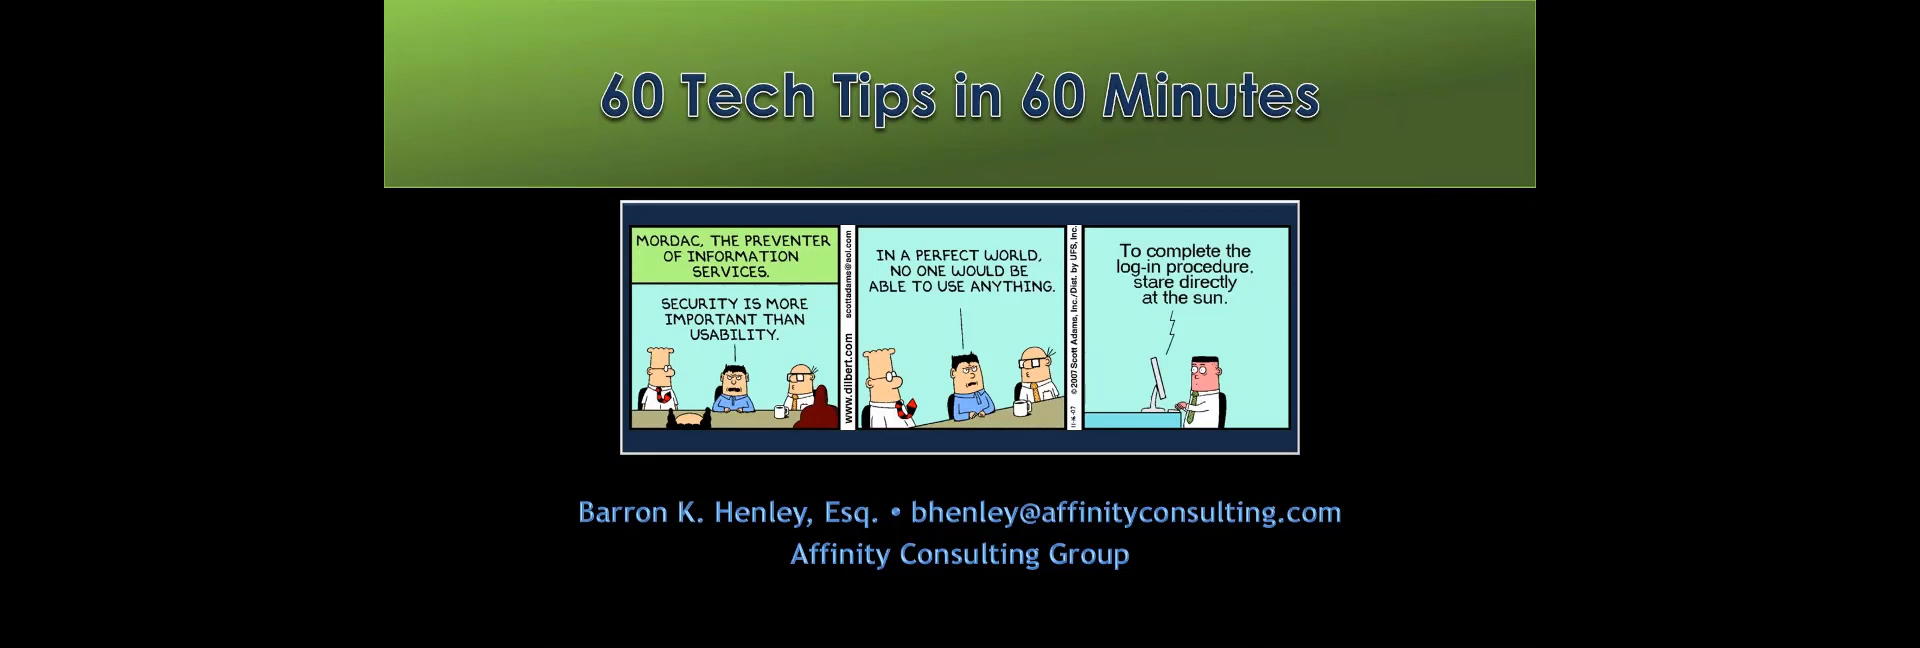 60 Tech Tips in 60 Minutes
MORDAC, THE PREVENTER
OF INFORMATION
SERVICES.
SECURITY IS MORE
IMPORTANT THAN
USABILITY.
www.dilbert.com scottadams@aol.com
IN A PERFECT WORLD,
NO ONE WOULD BE
ABLE TO USE ANYTHING.
11-16-07 ©2007 Scott Adams, Inc./Dist. by UFS, Inc.
To complete the
log-in procedure,
stare directly
at the sun.
Barron K. Henley, Esq. • bhenley@affinityconsulting.com
Affinity Consulting Group